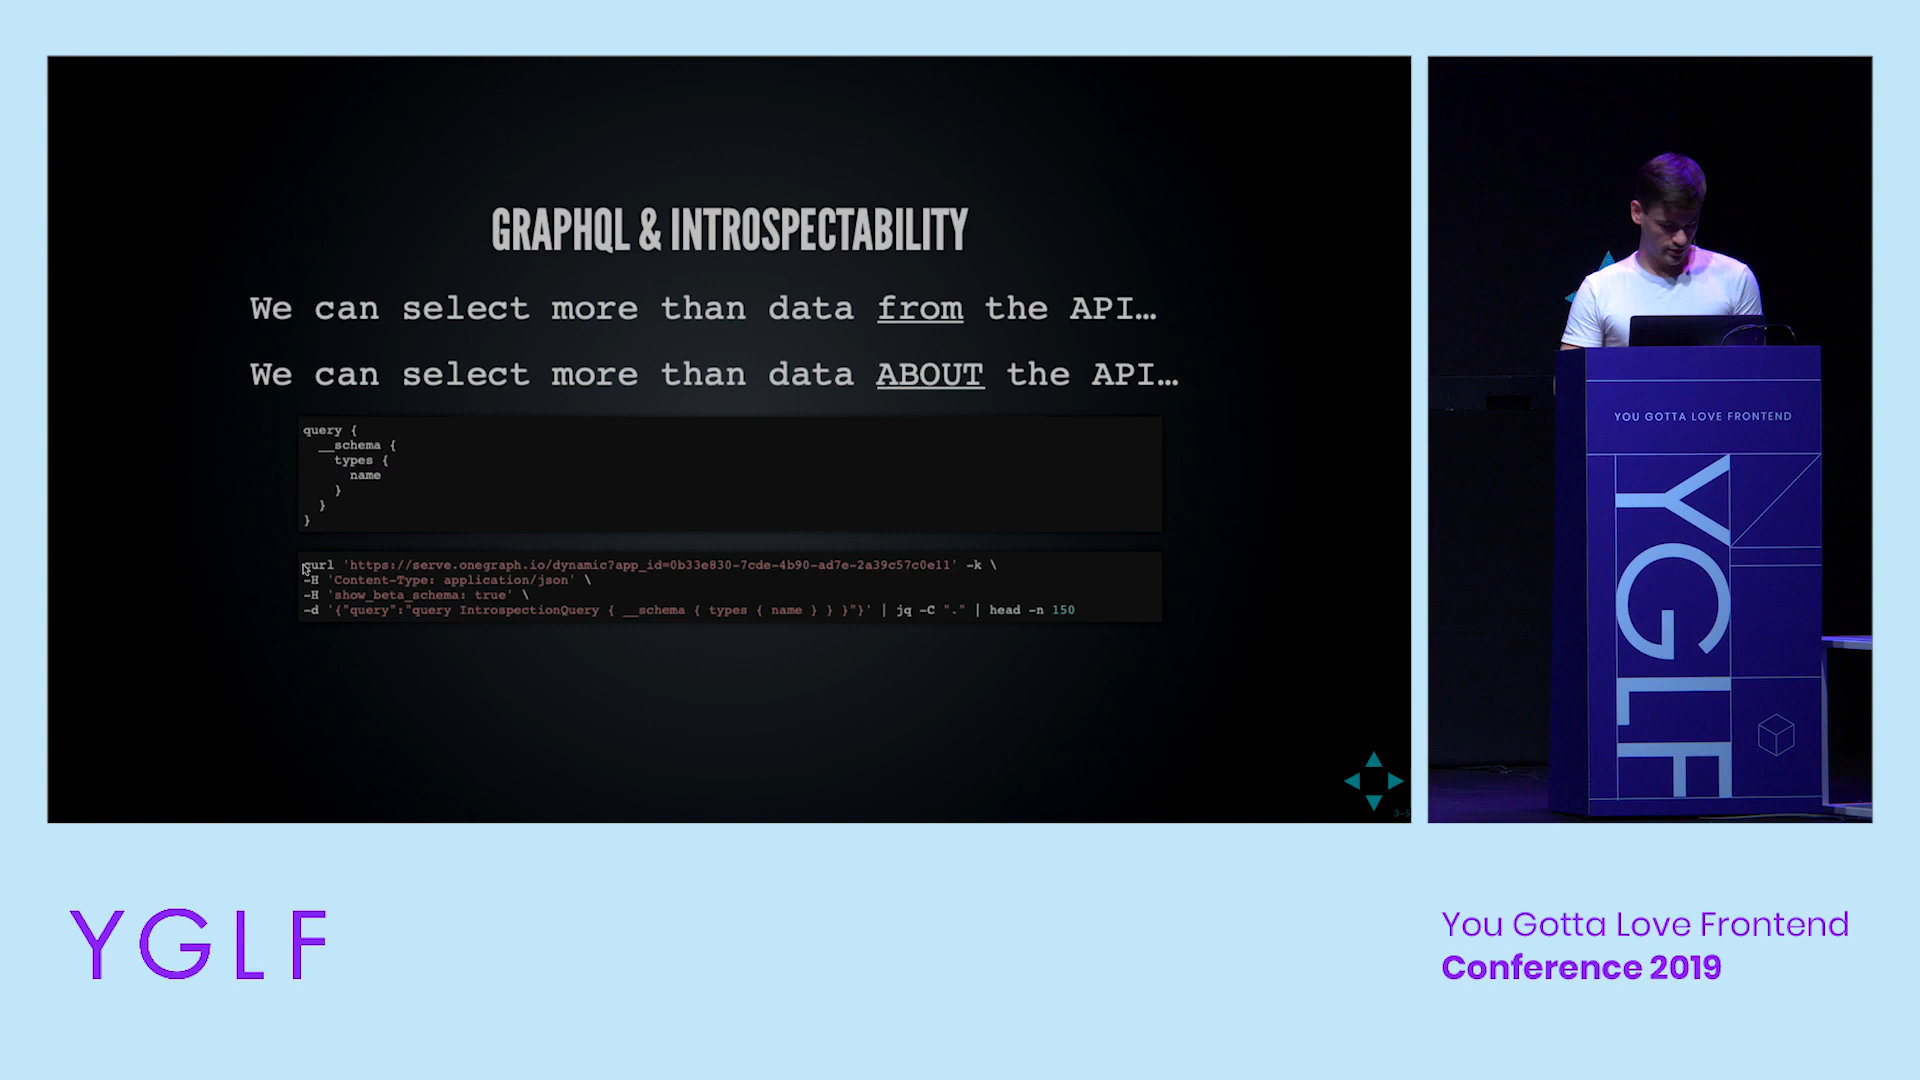 GRAPHQL & INTROSPECTABILITY
We can select more than data from the API…
We can select more than data ABOUT the API…
query {
__schema {
types {
name
}
}
}
curl 'https://serve.onegraph.io/dynamic?app_id=0b33e830-7cde-4b90-ad7e-2a39c57c0e11' -k \
-H 'Content-Type: application/json' \
-H 'show_beta_schema: true' \
-d '{"query":"query IntrospectionQuery { __schema { types { name } } }"}' | jq -C "." | head -n 150
YOU GOTTA LOVE FRONTEND
YGLF
YGLF
You Gotta Love Frontend
Conference 2019